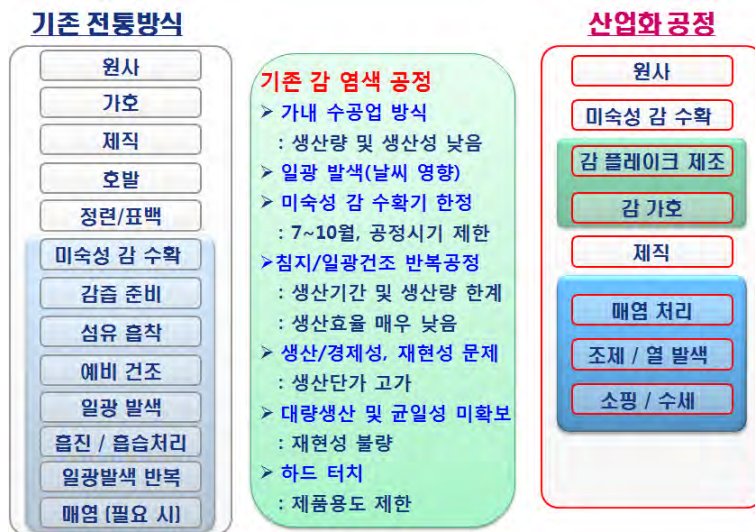 기존 전통방식
원사
가호
제직
호발
정련/표백
미숙성 감 수확
감즙 준비
섬유 흡착
예비 건조
일광 발색
흡진 / 흡습처리
일광발색 반복
매염 (필요 시)
기존 감 염색 공정
➢ 가내 수공업 방식
: 생산량 및 생산성 낮음
➢ 일광 발색(날씨 영향)
➢ 미숙성 감 수확기 한정
: 7~10월, 공정시기 제한
➢침지/일광건조 반복공정
: 생산기간 및 생산량 한계
: 생산효율 매우 낮음
➢ 생산/경제성, 재현성 문제
: 생산단가 고가
➢ 대량생산 및 균일성 미확보
: 재현성 불량
➢ 하드 터치
: 제품용도 제한
산업화 공정
원사
미숙성 감 수확
감 플레이크 제조
감 가호
제직
매염 처리
조제 / 열 발색
소핑 / 수세